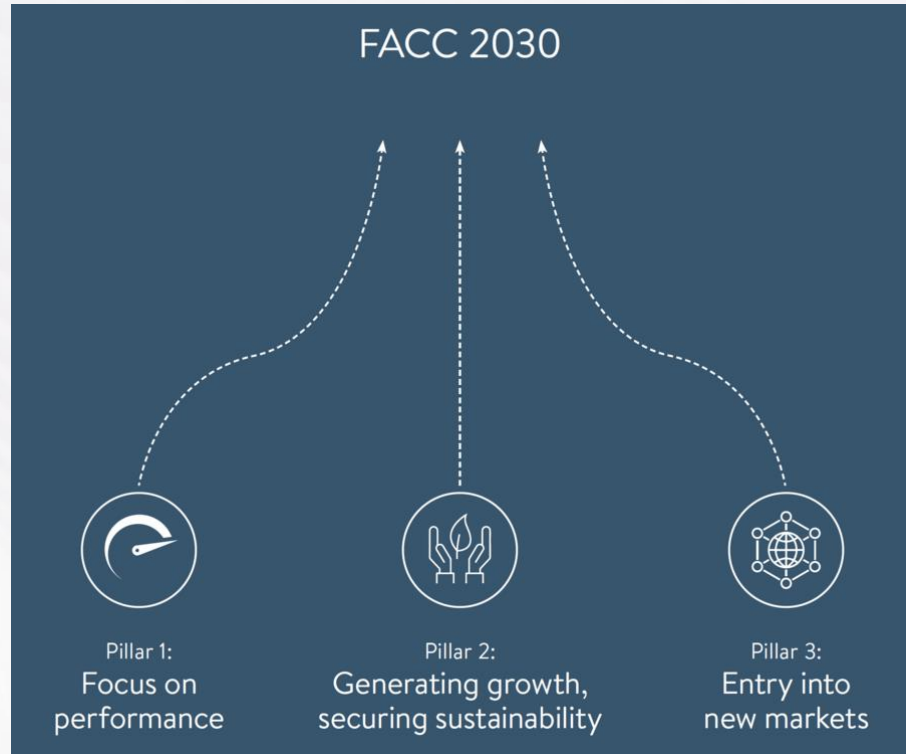 FACC 2030
Pillar 1:
Focus on
performance
Pillar 2:
Generating growth,
securing sustainability
Pillar 3:
Entry into
new markets